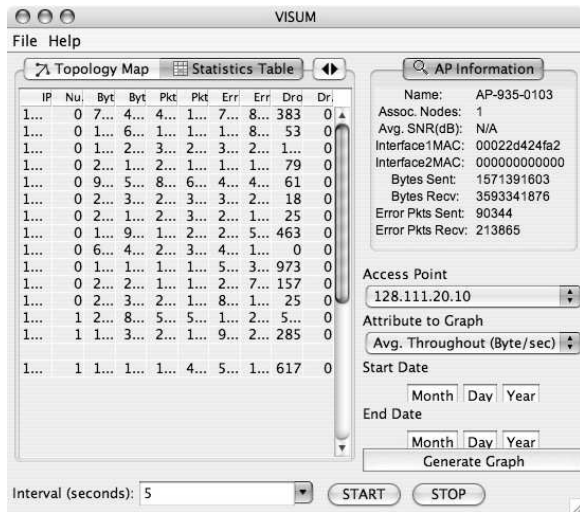 VISUM
File Help
Topology Map Statistics Table
IP Nu. Byt Byt Pkt Pkt Err Err Dro Dr.
1... 0 7... 4... 4... 1... 7... 8... 383 0
1... 0 1... 6... 1... 1... 1... 8... 53 0
1... 0 1... 2... 3... 2... 3... 2... 1... 0
1... 0 2... 1... 2... 1... 1... 1... 79 0
1... 0 9... 5... 8... 6... 4... 4... 61 0
1... 0 2... 3... 2... 3... 3... 2... 18 0
1... 0 2... 1... 2... 3... 2... 1... 25 0
1... 0 1... 9... 1... 2... 2... 5... 463 0
1... 0 6... 4... 2... 3... 4... 1... 0 0
1... 0 1... 1... 1... 1... 5... 3... 973 0
1... 0 2... 2... 1... 1... 2... 7... 157 0
1... 0 2... 3... 2... 1... 8... 1... 25 0
1... 1 2... 8... 5... 5... 1... 2... 5... 0
1... 1 1... 3... 2... 1... 9... 2... 285 0
1... 1 1... 1... 1... 4... 5... 1... 617 0
AP Information
Name: AP-935-0103
Assoc. Nodes: 1
Avg. SNR(dB): N/A
Interface1MAC: 00022d424fa2
Interface2MAC: 000000000000
Bytes Sent: 1571391603
Bytes Recv: 3593341876
Error Pkts Sent: 90344
Error Pkts Recv: 213865
Access Point
128.111.20.10
Attribute to Graph
Avg. Throughout (Byte/sec)
Start Date
Month Day Year
End Date
Month Day Year
Generate Graph
Interval (seconds): 5 START STOP